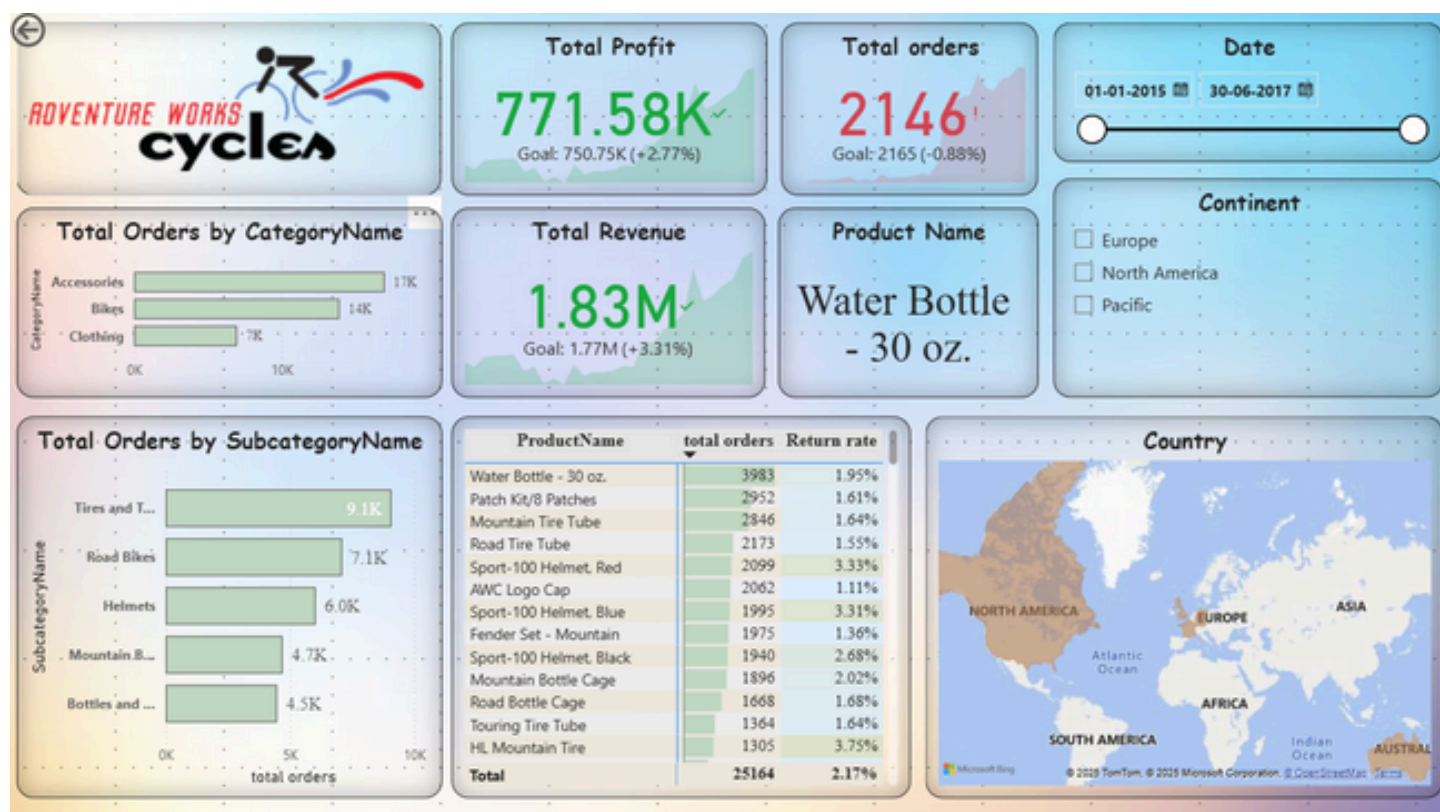 ADVENTURE WORKS
cycles
Total Profit
771.58K
Goal: 750.75K (+2.77%)
Total orders
2146!
Goal: 2165 (-0.88%)
Date
01-01-2015
30-06-2017
Total Orders by CategoryName
CategoryName
Accessories 17K
Bikes 14K
Clothing 7K
0K 10K
Total Revenue
1.83M
Goal: 1.77M (+3.31%)
Product Name
Water Bottle
- 30 oz.
Continent
Europe
North America
Pacific
Total Orders by SubcategoryName
SubcategoryName
Tires and T... 9.1K
Road Bikes 7.1K
Helmets 6.0K
Mountain B... 4.7K
Bottles and ... 4.5K
0K 5K 10K
total orders
ProductName total orders Return rate
Water Bottle - 30 oz. 3983 1.95%
Patch Kit/8 Patches 2952 1.61%
Mountain Tire Tube 2846 1.64%
Road Tire Tube 2173 1.55%
Sport-100 Helmet, Red 2099 3.33%
AWC Logo Cap 2062 1.11%
Sport-100 Helmet, Blue 1995 3.31%
Fender Set - Mountain 1975 1.36%
Sport-100 Helmet, Black 1940 2.68%
Mountain Bottle Cage 1896 2.02%
Road Bottle Cage 1668 1.68%
Touring Tire Tube 1364 1.64%
HL Mountain Tire 1305 3.75%
Total 25164 2.17%
Country
NORTH AMERICA
EUROPE
ASIA
Atlantic
Ocean
AFRICA
SOUTH AMERICA
Indian
Ocean
AUSTRAL
Microsoft Bing
© 2025 TomTom, © 2025 Microsoft Corporation, © OpenStreetMap Terms